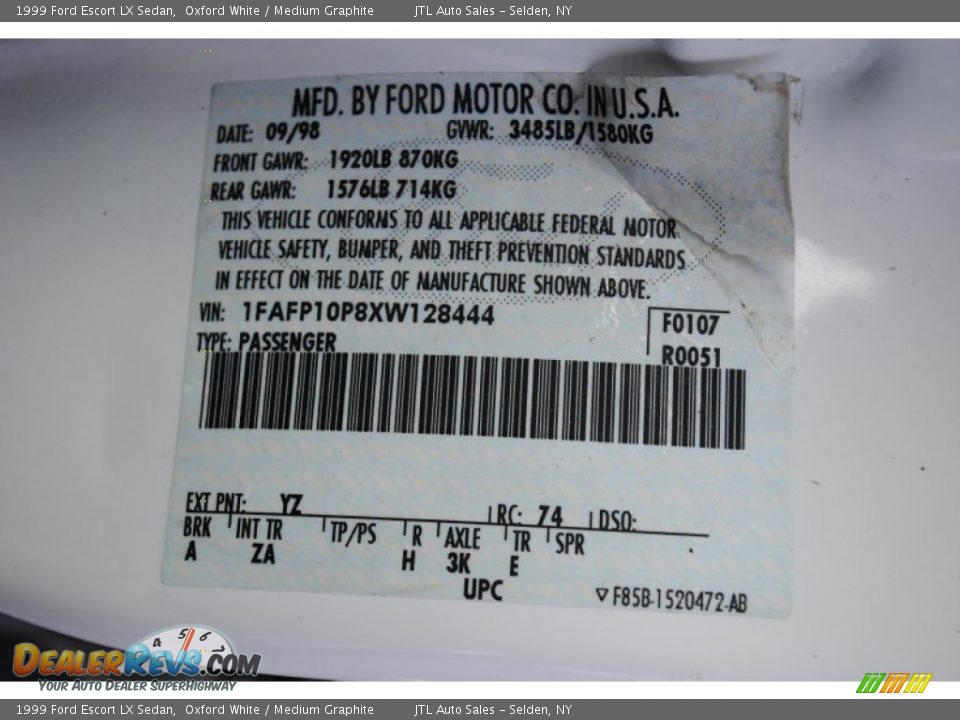 1999 Ford Escort LX Sedan, Oxford White / Medium Graphite JTL Auto Sales - Selden, NY
MFD. BY FORD MOTOR CO. IN U.S.A.
DATE: 09/98 GVWR: 3485LB/1580KG
FRONT GAWR: 1920LB 870KG
REAR GAWR: 1576LB 714KG
THIS VEHICLE CONFORMS TO ALL APPLICABLE FEDERAL MOTOR
VEHICLE SAFETY, BUMPER, AND THEFT PREVENTION STANDARDS
IN EFFECT ON THE DATE OF MANUFACTURE SHOWN ABOVE.
VIN: 1FAFP10P8XW128444
F0107
TYPE: PASSENGER
R0051
EXT PNT: YZ RC: 74 DSO:
BRK INT TR TP/PS R AXLE TR SPR
A ZA H 3K E
UPC
▽F85B-1520472-AB
4 5 6 7
DEALERREVS.COM
YOUR AUTO DEALER SUPERHIGHWAY
1999 Ford Escort LX Sedan, Oxford White / Medium Graphite JTL Auto Sales - Selden, NY